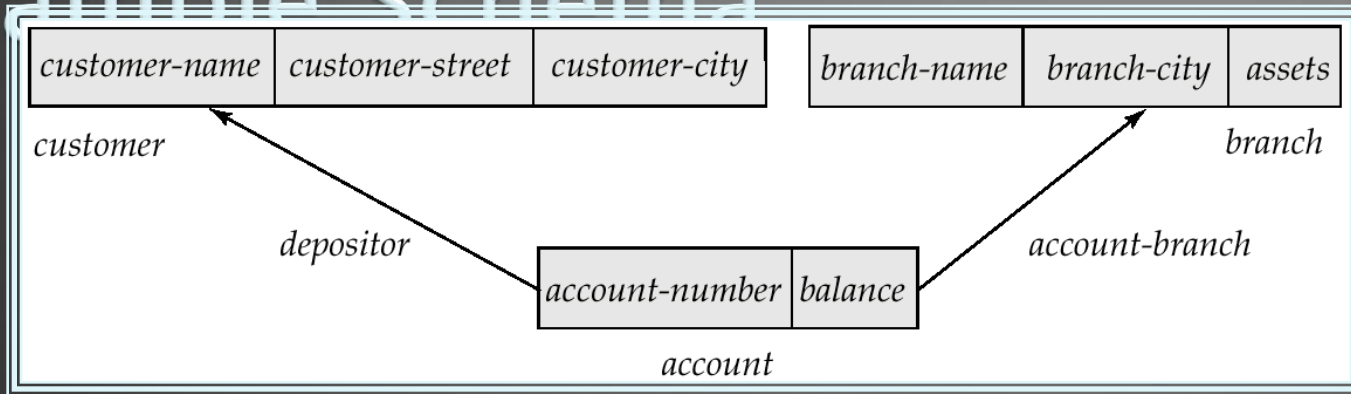 customer-name customer-street customer-city branch-name branch-city assets
customer branch
depositor account-branch
account-number balance
account